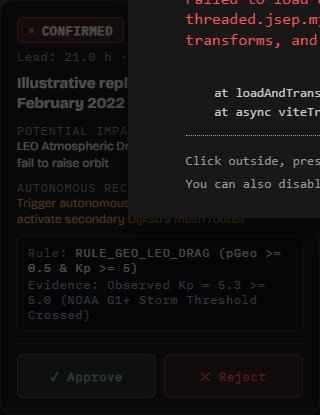 CONFIRMED
Failed to load
threaded.jsep.m
transforms, and
Lead: 21.0 h ·
Illustrative repl
February 2022
at loadAndTrans
at async viteTr
POTENTIAL IMPA
LEO Atmospheric Dr
fail to raise orbit
Click outside, pres
AUTONOMOUS REC
You can also disabl
Trigger autonomous
activate secondary Dijkstra mesh routes
Rule: RULE_GEO_LEO_DRAG (pGeo >=
0.5 & Kp >= 5)
Evidence: Observed Kp = 5.3 >=
5.0 (NOAA G1+ Storm Threshold
Crossed)
✓ Approve
✕ Reject